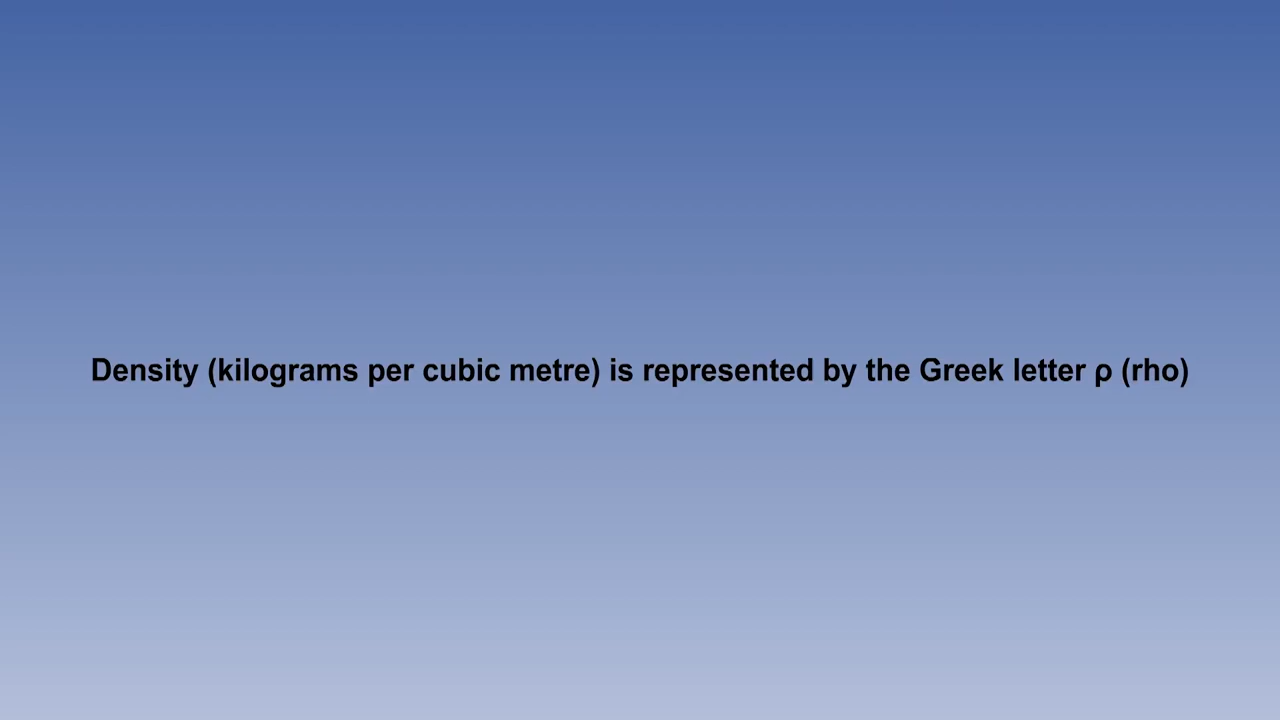 Density (kilograms per cubic metre) is represented by the Greek letter ρ (rho)